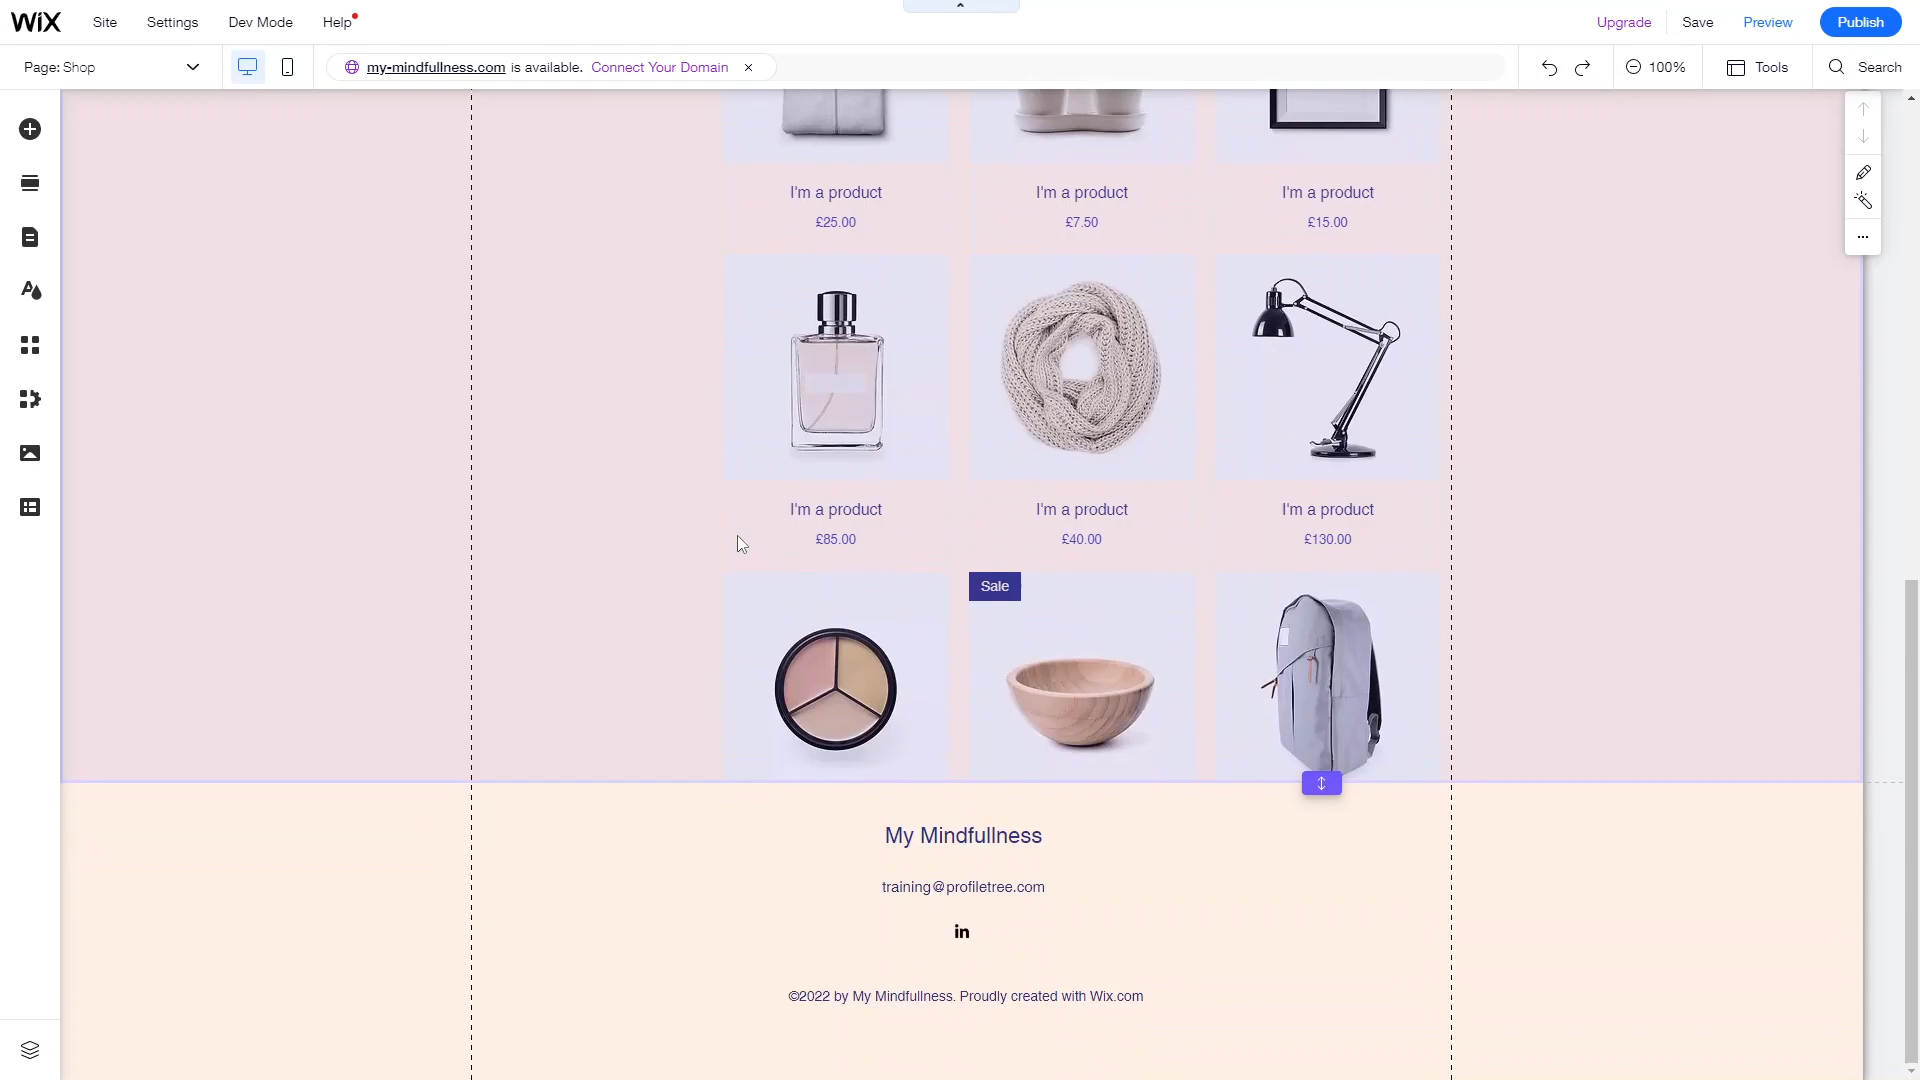 WiX Site Settings Dev Mode Help Upgrade Save Preview Publish
Page: Shop my-mindfullness.com is available. Connect Your Domain × 100% Tools Search
I'm a product I'm a product I'm a product
£25.00 £7.50 £15.00
I'm a product I'm a product I'm a product
£85.00 £40.00 £130.00
Sale
My Mindfullness
training@profiletree.com
in
©2022 by My Mindfullness. Proudly created with Wix.com